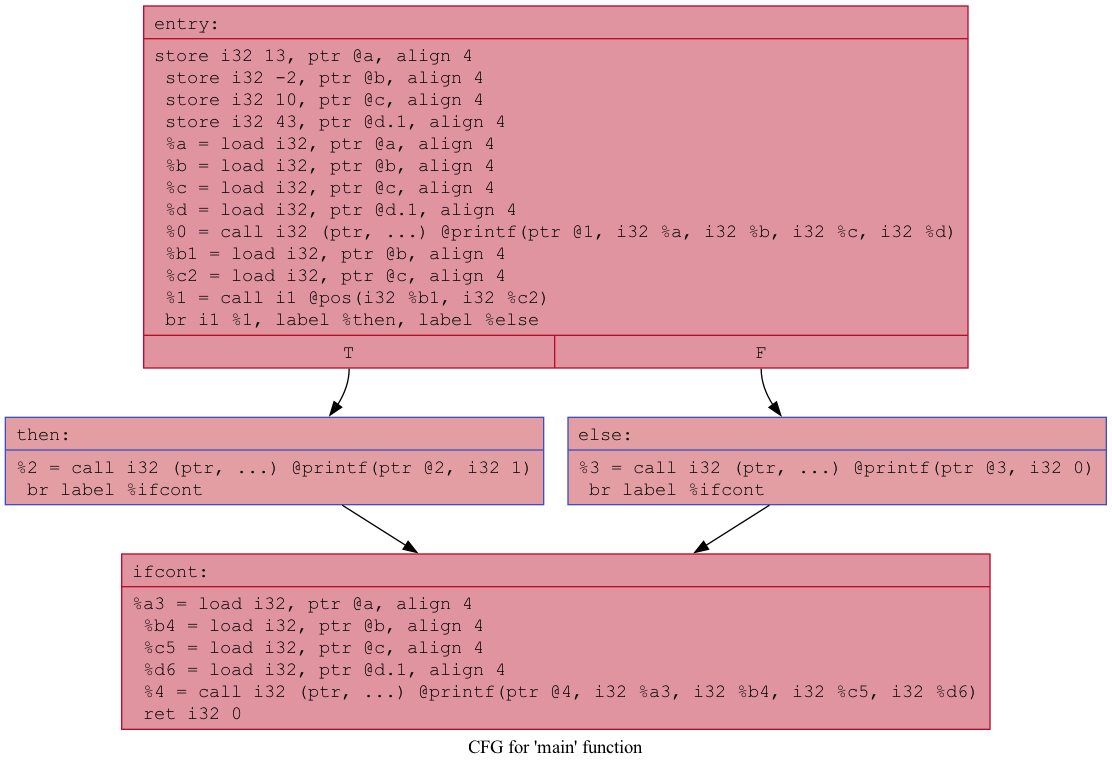 entry:
store i32 13, ptr @a, align 4
store i32 -2, ptr @b, align 4
store i32 10, ptr @c, align 4
store i32 43, ptr @d.1, align 4
%a = load i32, ptr @a, align 4
%b = load i32, ptr @b, align 4
%c = load i32, ptr @c, align 4
%d = load i32, ptr @d.1, align 4
%0 = call i32 (ptr, ...) @printf(ptr @1, i32 %a, i32 %b, i32 %c, i32 %d)
%b1 = load i32, ptr @b, align 4
%c2 = load i32, ptr @c, align 4
%1 = call i1 @pos(i32 %b1, i32 %c2)
br i1 %1, label %then, label %else
T
F
then:
%2 = call i32 (ptr, ...) @printf(ptr @2, i32 1)
br label %ifcont
else:
%3 = call i32 (ptr, ...) @printf(ptr @3, i32 0)
br label %ifcont
ifcont:
%a3 = load i32, ptr @a, align 4
%b4 = load i32, ptr @b, align 4
%c5 = load i32, ptr @c, align 4
%d6 = load i32, ptr @d.1, align 4
%4 = call i32 (ptr, ...) @printf(ptr @4, i32 %a3, i32 %b4, i32 %c5, i32 %d6)
ret i32 0
CFG for 'main' function